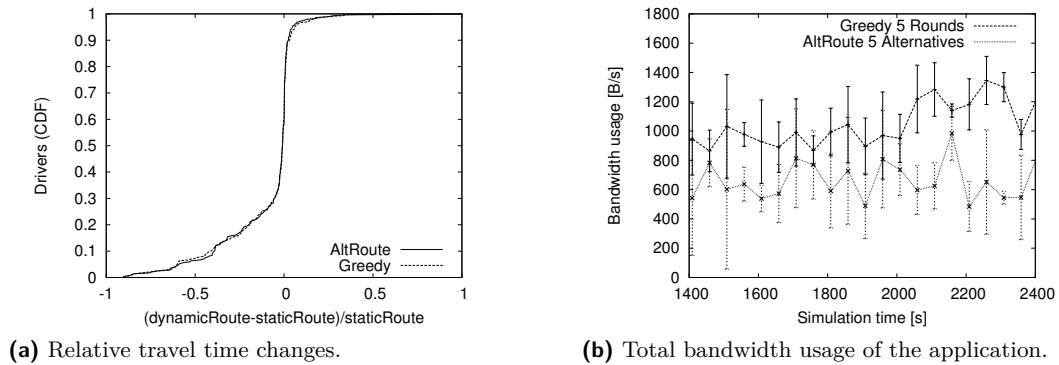 1
0.9
0.8
0.7
0.6
0.5
0.4
0.3
0.2
0.1
0
Drivers (CDF)
AltRoute
Greedy
-1 -0.5 0 0.5 1
(dynamicRoute-staticRoute)/staticRoute
(a) Relative travel time changes.
1800
1600
1400
1200
1000
800
600
400
200
0
Bandwidth usage [B/s]
Greedy 5 Rounds
AltRoute 5 Alternatives
1400 1600 1800 2000 2200 2400
Simulation time [s]
(b) Total bandwidth usage of the application.